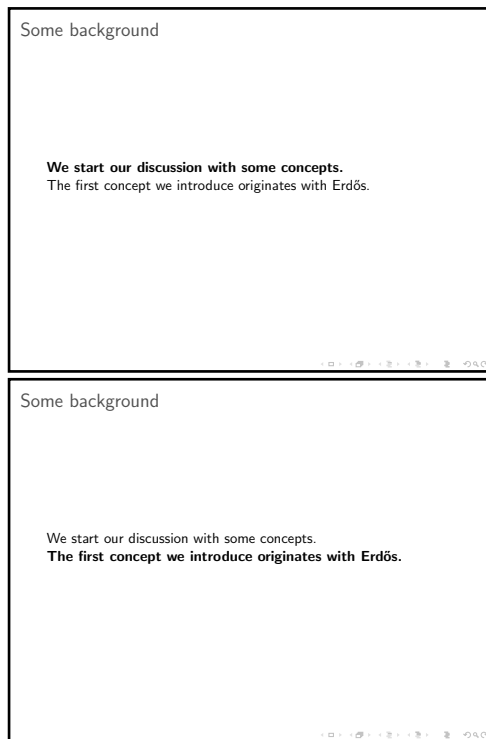 Some background
We start our discussion with some concepts.
The first concept we introduce originates with Erdős.
Some background
We start our discussion with some concepts.
The first concept we introduce originates with Erdős.